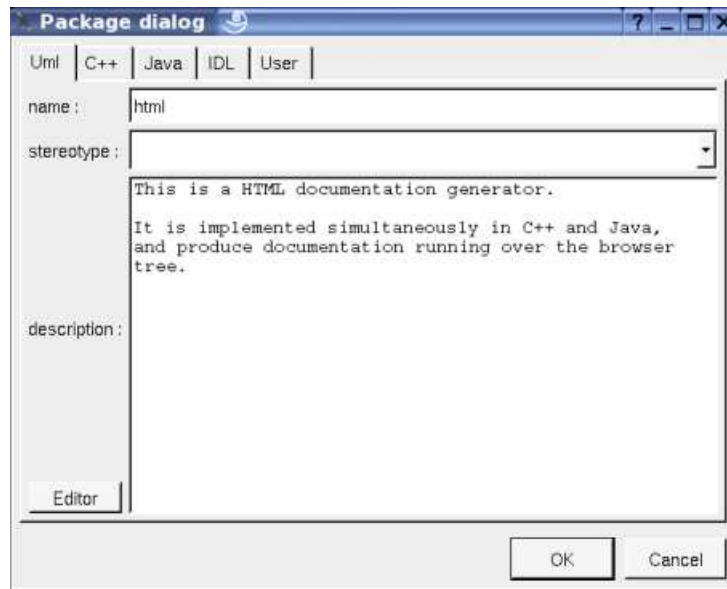 Package dialog
Uml C++ Java IDL User
name : html
stereotype :
This is a HTML documentation generator.
It is implemented simultaneously in C++ and Java,
and produce documentation running over the browser
tree.
description :
Editor
OK Cancel